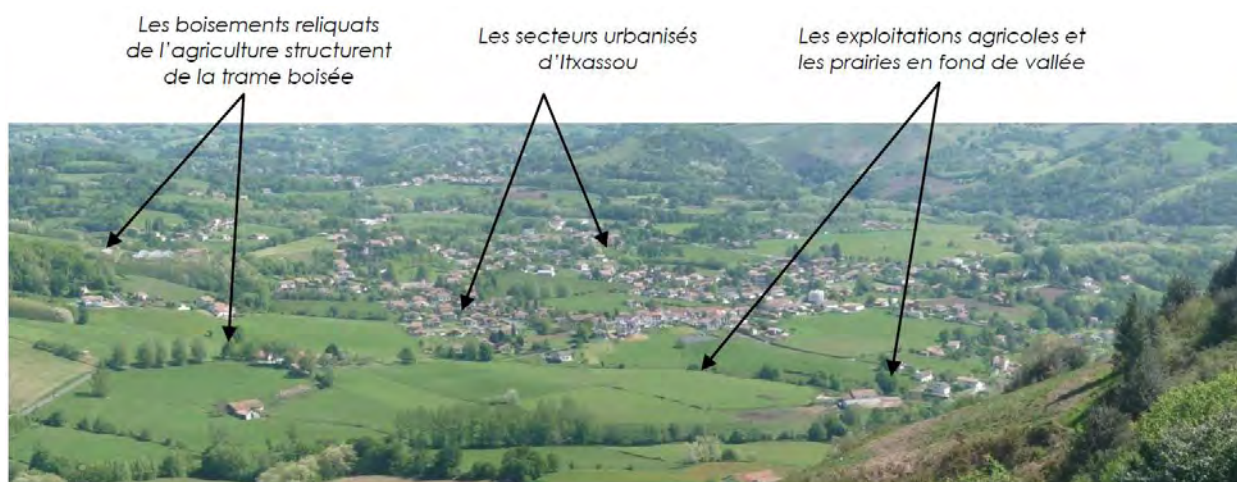 Les boisements reliquats
de l'agriculture structurent
de la trame boisée
Les secteurs urbanisés
d'Itxassou
Les exploitations agricoles et
les prairies en fond de vallée